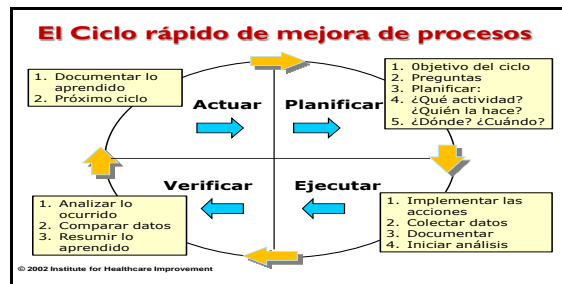 El Ciclo rápido de mejora de procesos
1. Documentar lo
aprendido
2. Próximo ciclo
Actuar
Planificar
1. Objetivo del ciclo
2. Preguntas
3. Planificar:
4. ¿Qué actividad?
¿Quién la hace?
5. ¿Dónde? ¿Cuándo?
Verificar
Ejecutar
1. Analizar lo
ocurrido
2. Comparar datos
3. Resumir lo
aprendido
1. Implementar las
acciones
2. Colectar datos
3. Documentar
4. Iniciar análisis
© 2002 Institute for Healthcare Improvement